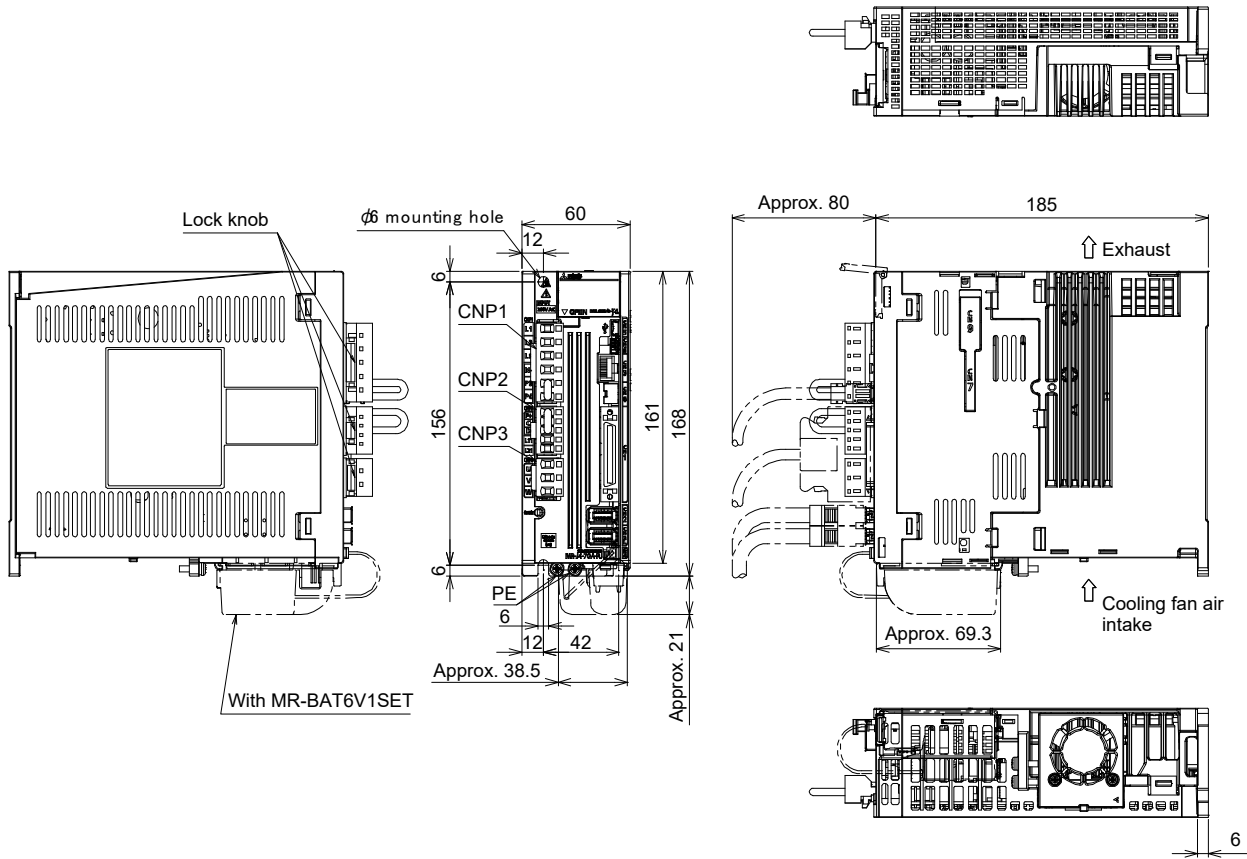 Approx. 80
185
Lock knob
ϕ6 mounting hole
60
12
Exhaust
6
CNP1
CNP2
CNP3
156
161
168
6
PE
6
12
42
Approx. 38.5
Approx. 21
Cooling fan air
intake
Approx. 69.3
With MR-BAT6V1SET
6